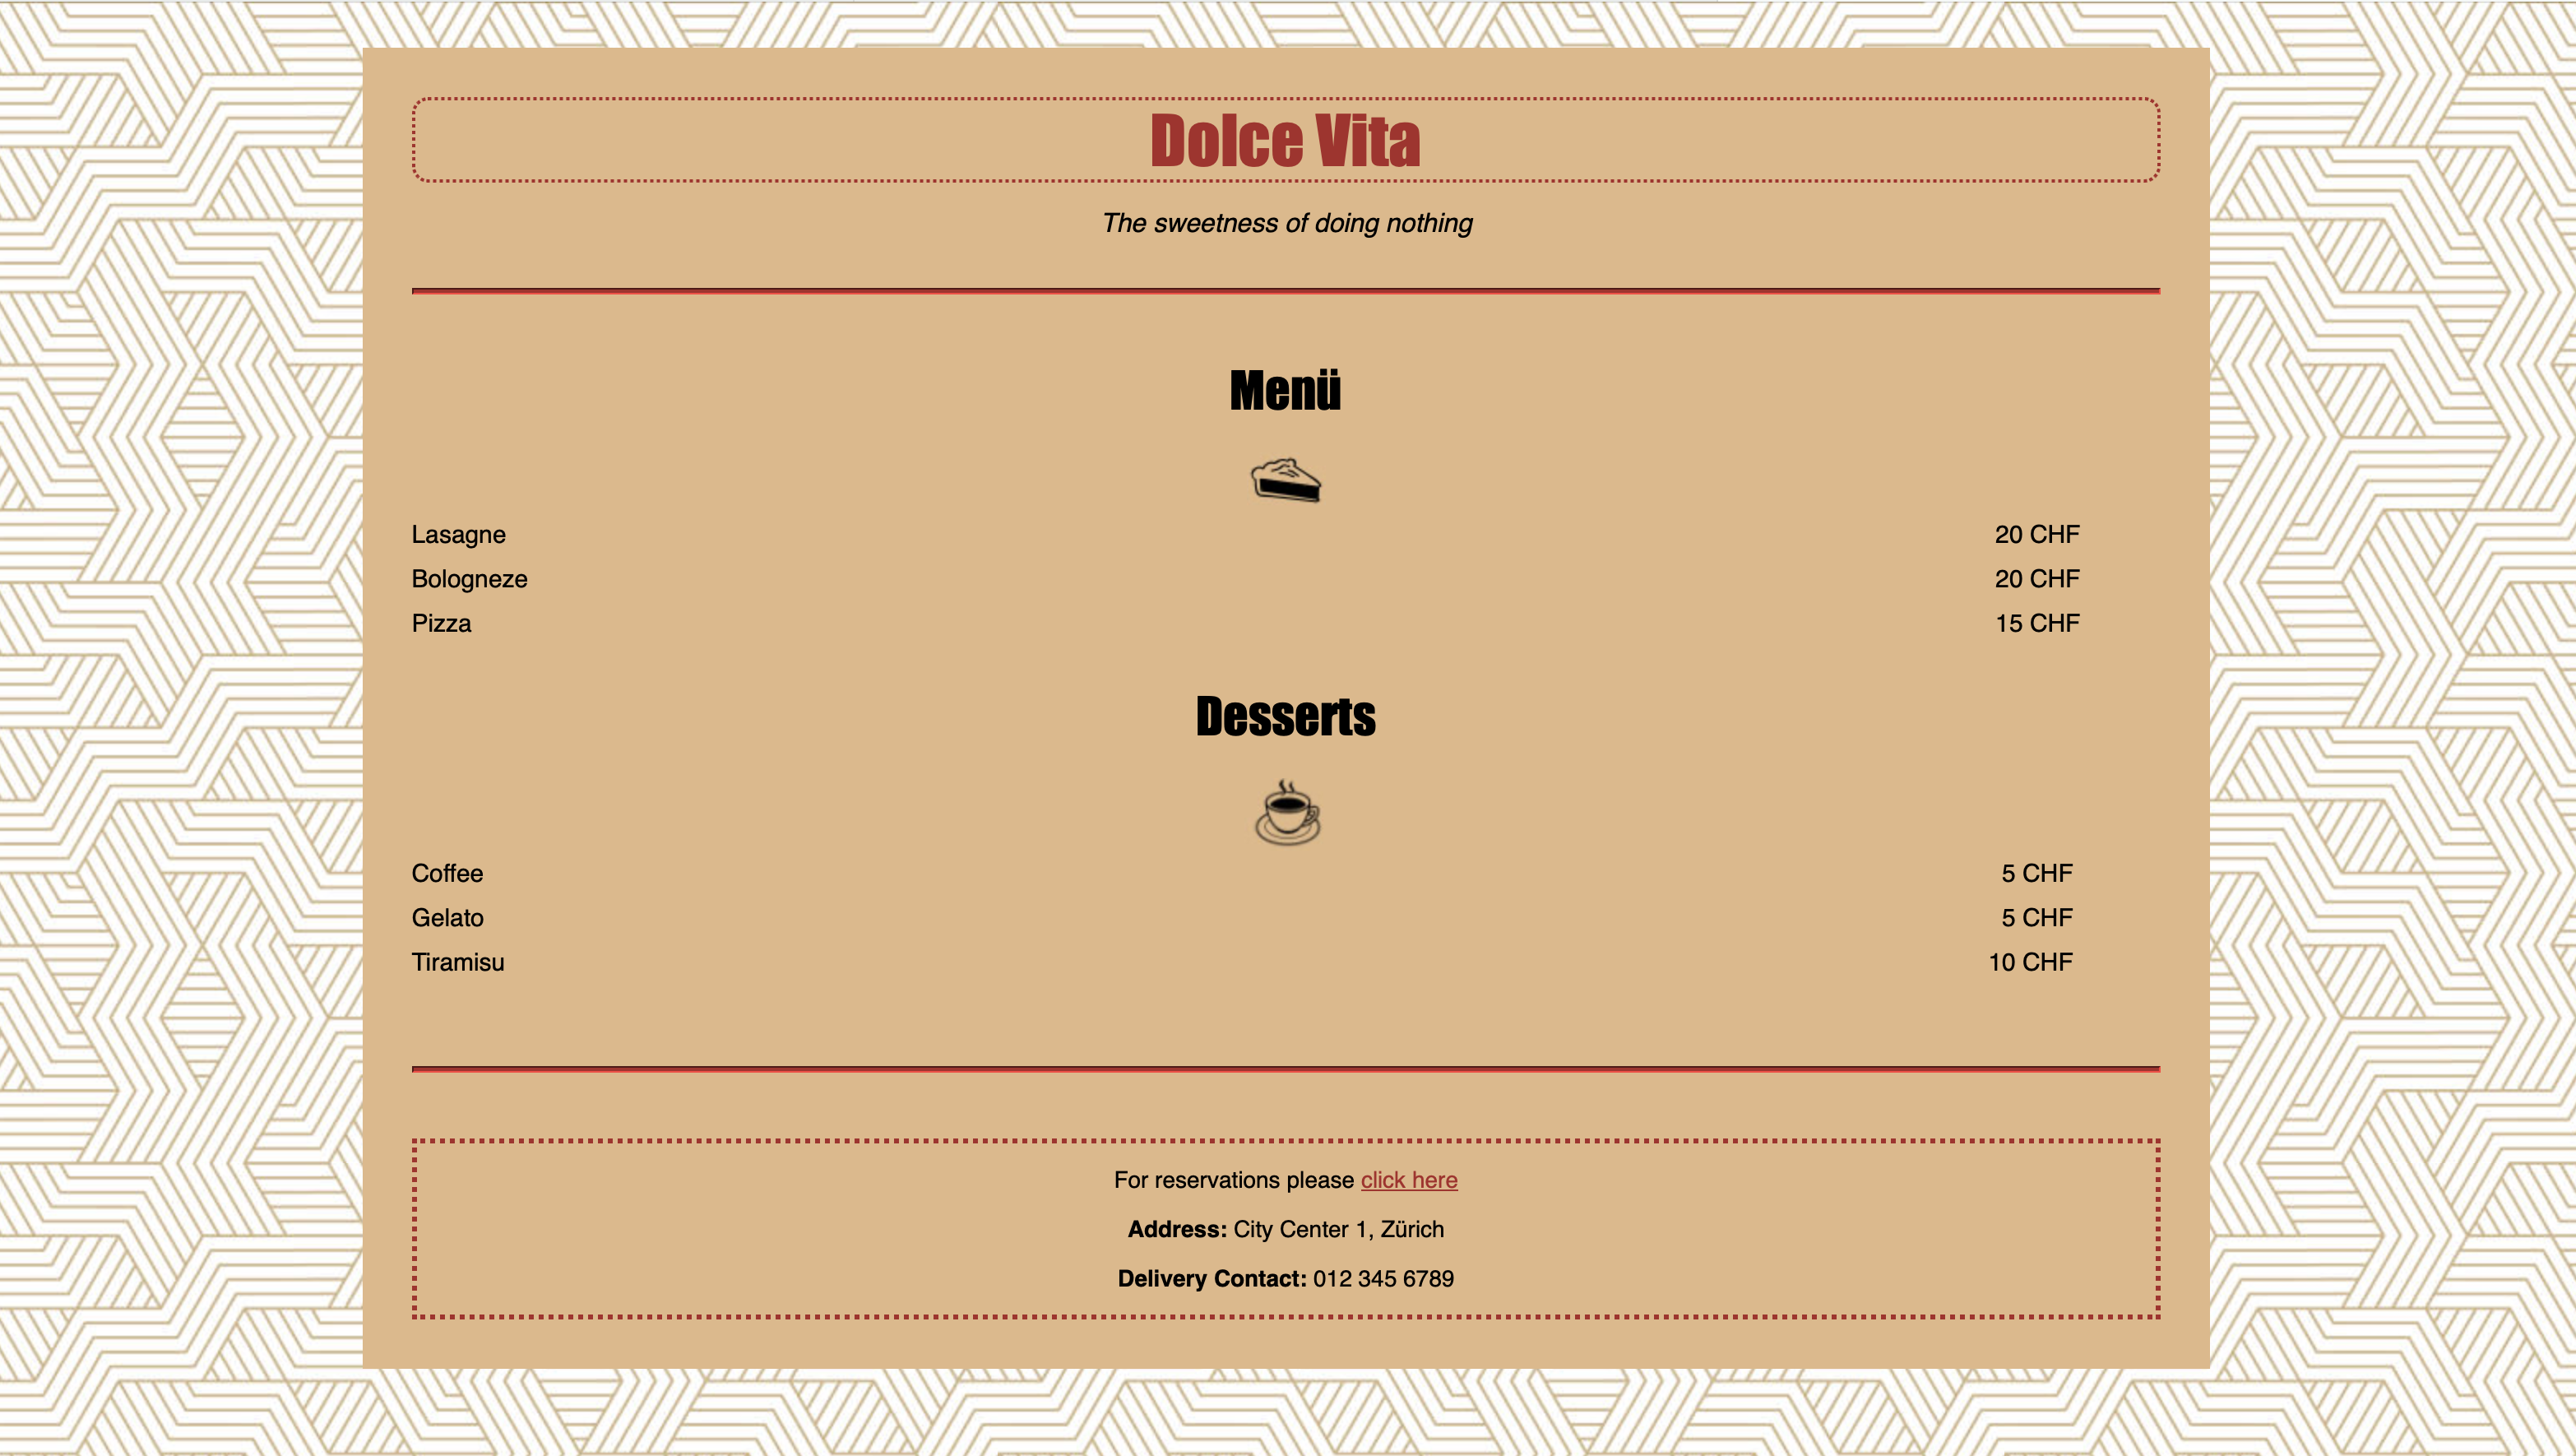 Dolce Vita
The sweetness of doing nothing
Menü
Lasagne 20 CHF
Bologneze 20 CHF
Pizza 15 CHF
Desserts
Coffee 5 CHF
Gelato 5 CHF
Tiramisu 10 CHF
For reservations please click here
Address: City Center 1, Zürich
Delivery Contact: 012 345 6789